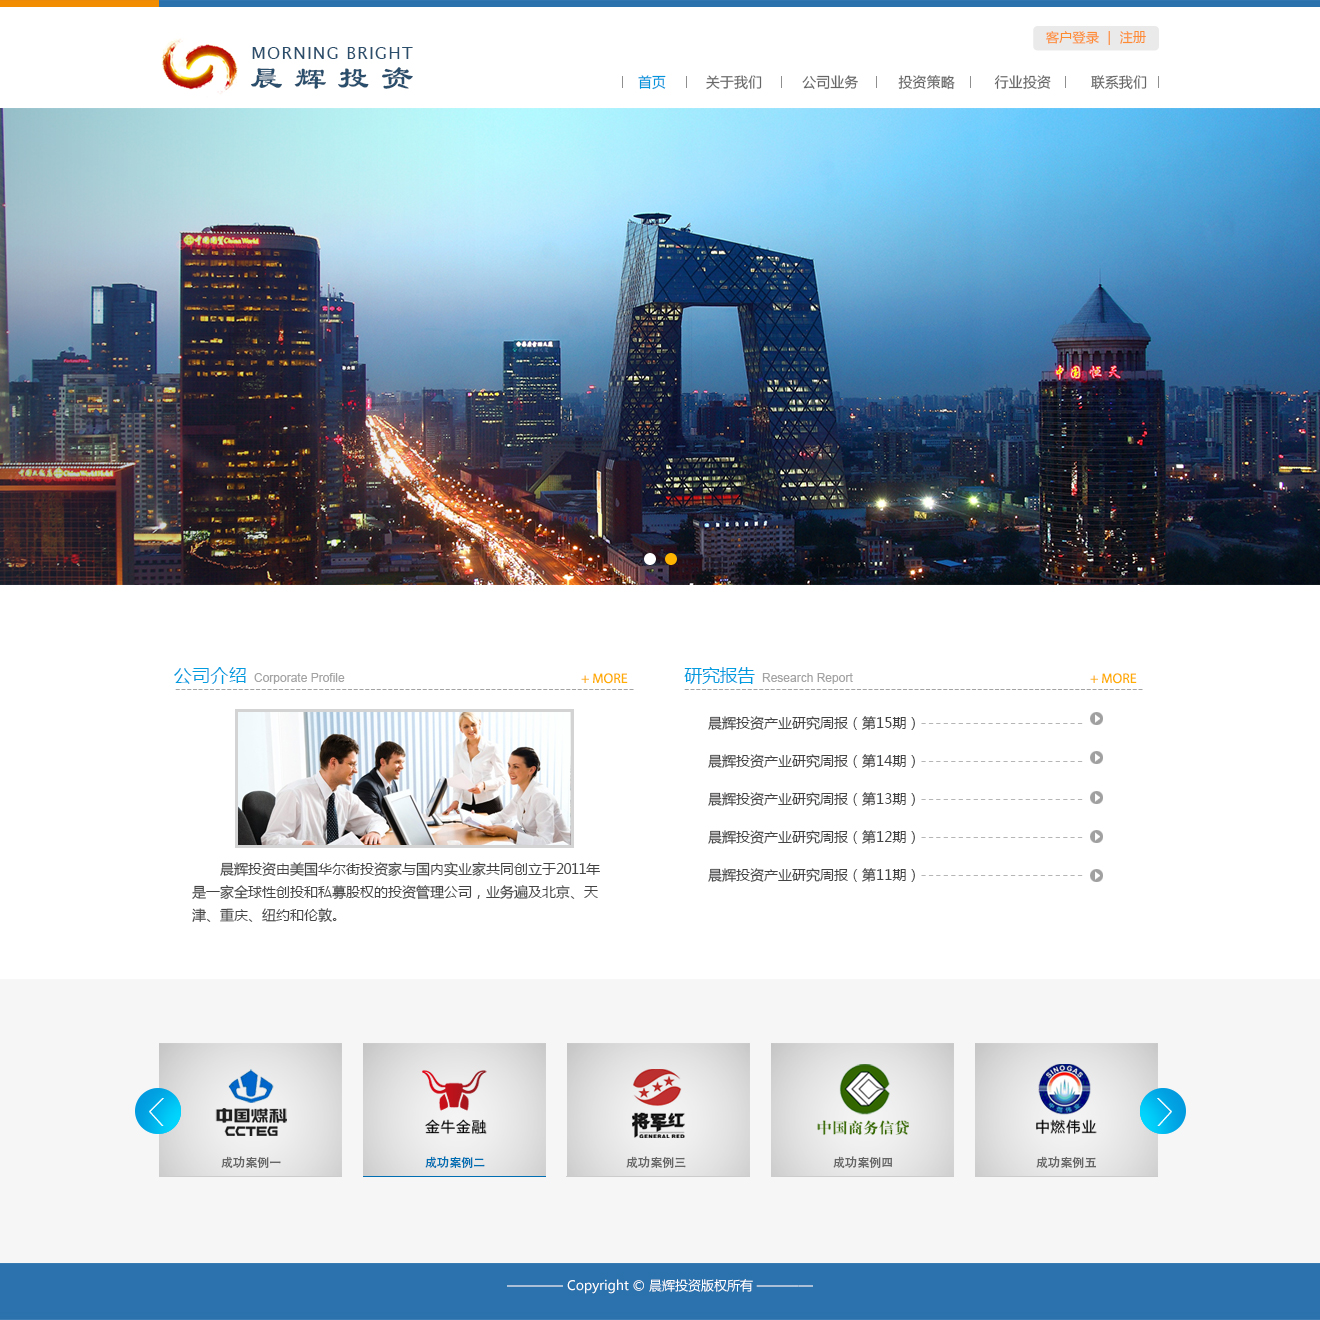 客户登录 | 注册
MORNING BRIGHT
晨辉投资
首页 关于我们 公司业务 投资策略 行业投资 联系我们
China World
中国恒天
公司介绍 Corporate Profile + MORE
晨辉投资由美国华尔街投资家与国内实业家共同创立于2011年
是一家全球性创投和私募股权的投资管理公司，业务遍及北京、天
津、重庆、纽约和伦敦。
研究报告 Research Report + MORE
晨辉投资产业研究周报（第15期）
晨辉投资产业研究周报（第14期）
晨辉投资产业研究周报（第13期）
晨辉投资产业研究周报（第12期）
晨辉投资产业研究周报（第11期）
中国煤科
CCTEG
成功案例一
金牛金融
成功案例二
将军红
GENERAL RED
成功案例三
中国商务信贷
成功案例四
SINOGAS
中燃伟业
中燃伟业
成功案例五
Copyright © 晨辉投资版权所有